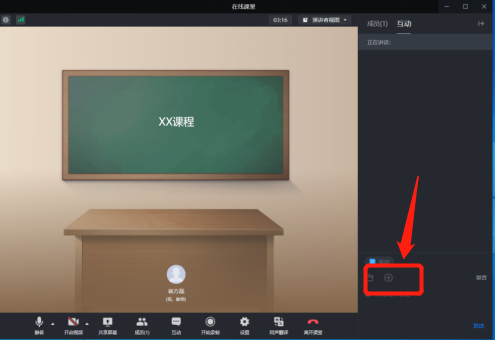 在线课堂
03:16
演讲者视图
成员(1)
互动
正在讲话:
XX课程
静音
开启视频
共享屏幕
成员(1)
互动
开始录制
设置
同声翻译
离开课堂